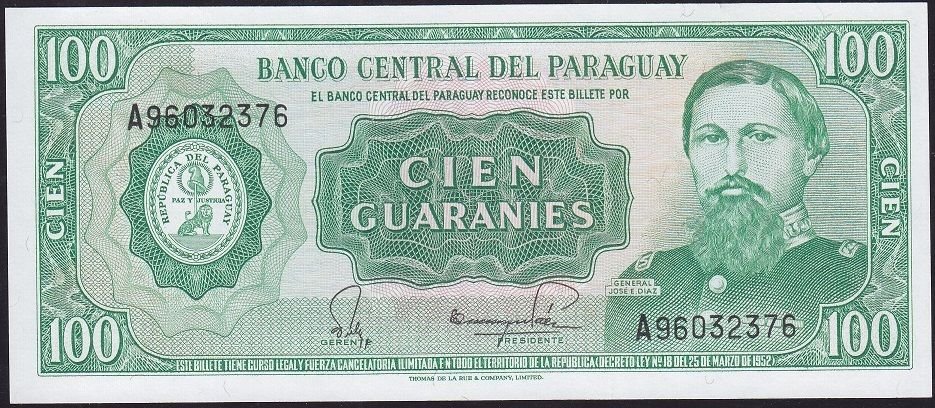 100
100
BANCO CENTRAL DEL PARAGUAY
EL BANCO CENTRAL DEL PARAGUAY RECONOCE ESTE BILLETE POR
A96032376
CIEN
CIEN
REPÚBLICA DEL PARAGUAY
PAZ Y JUSTICIA
CIEN
GUARANIES
GENERAL
JOSÉ E. DIAZ
A96032376
GERENTE
PRESIDENTE
100
100
ESTE BILLETE TIENE CURSO LEGAL Y FUERZA CANCELATORIA ILIMITADA EN TODO EL TERRITORIO DE LA REPUBLICA (DECRETO LEY Nº 18 DEL 25 DE MARZO DE 1952)
THOMAS DE LA RUE & COMPANY, LIMITED.